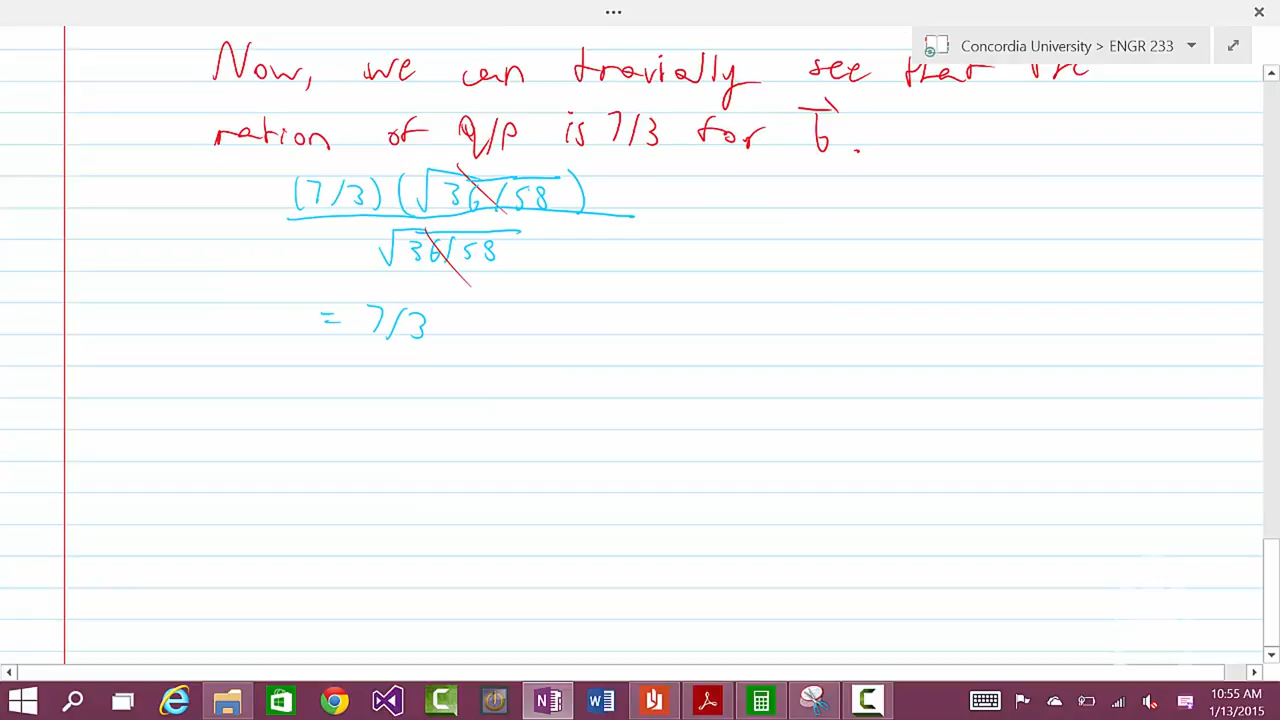 Concordia University > ENGR 233
Now, we can trivially see that the
ration of q/p is 7/3 for b⃗.
(7/3)(√36/58)
√36/58
= 7/3
10:55 AM
1/13/2015